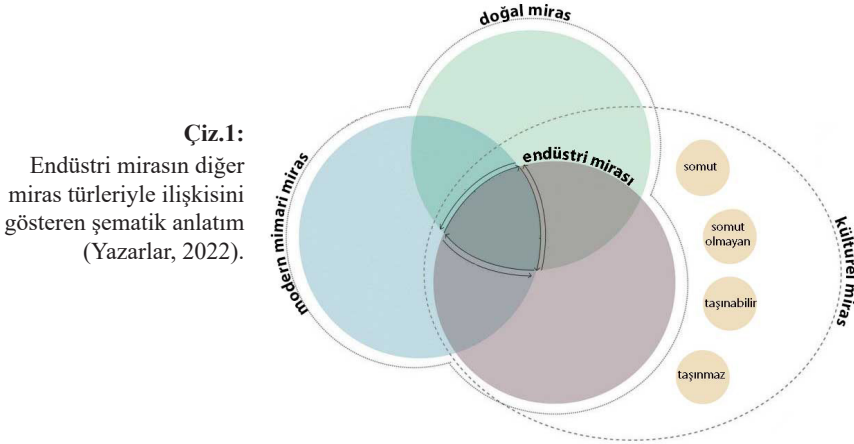 Çiz.1:
Endüstri mirasın diğer
miras türleriyle ilişkisini
gösteren şematik anlatım
(Yazarlar, 2022).
doğal miras
modern mimari miras
endüstri mirası
kültürel miras
somut
somut
olmayan
taşınabilir
taşınmaz